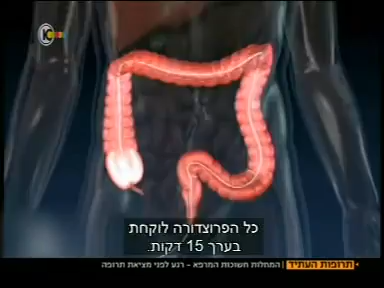 כל הפרוצדורה לוקחת
בערך 15 דקות.
תרופות העתיד | המחלות חשוכות המרפא - רגע לפני מציאת תרופה